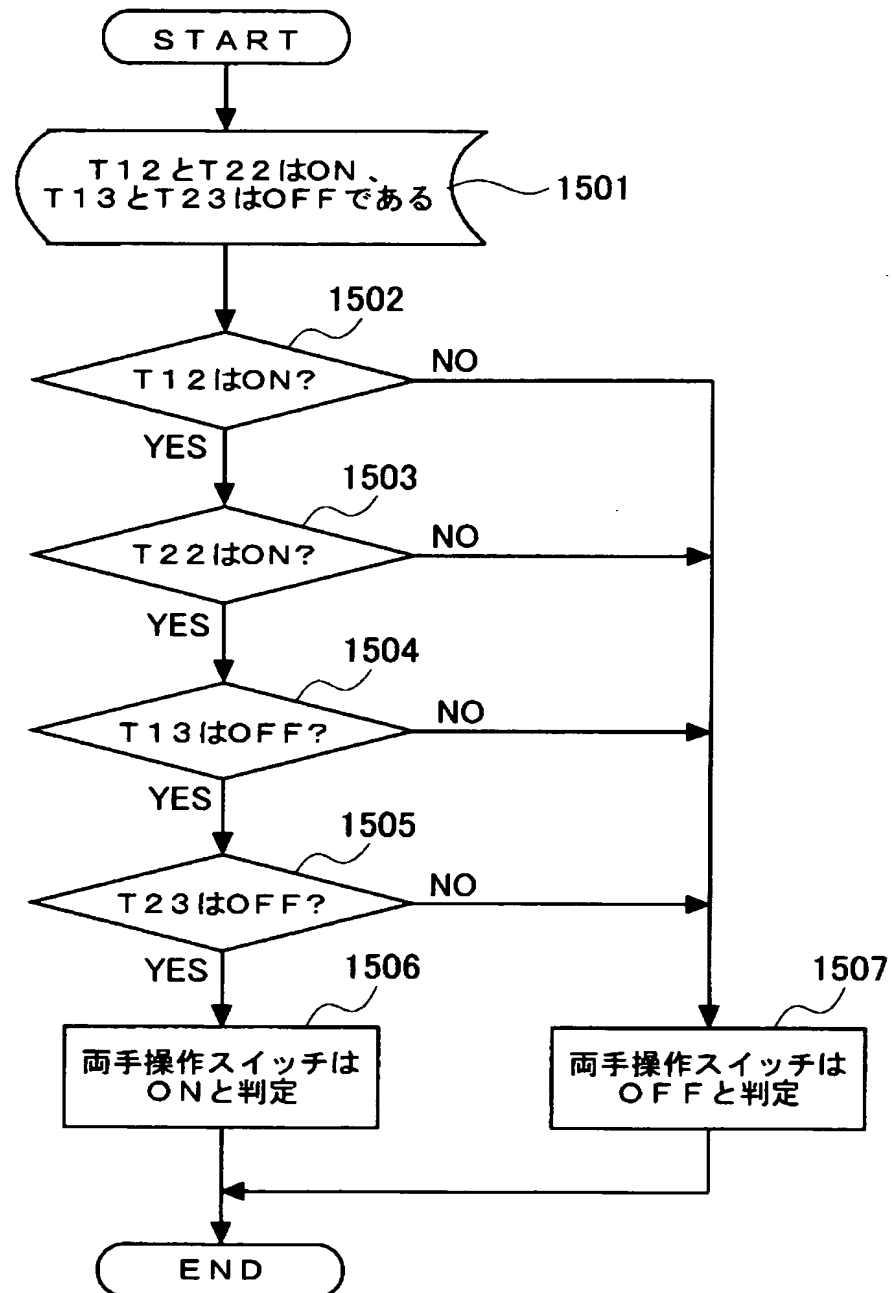 START
T12とT22はON、
T13とT23はOFFである
1501
1502
T12はON?
NO
YES
1503
T22はON?
NO
YES
1504
T13はOFF?
NO
YES
1505
T23はOFF?
NO
YES
1506
両手操作スイッチは
ONと判定
1507
両手操作スイッチは
OFFと判定
END